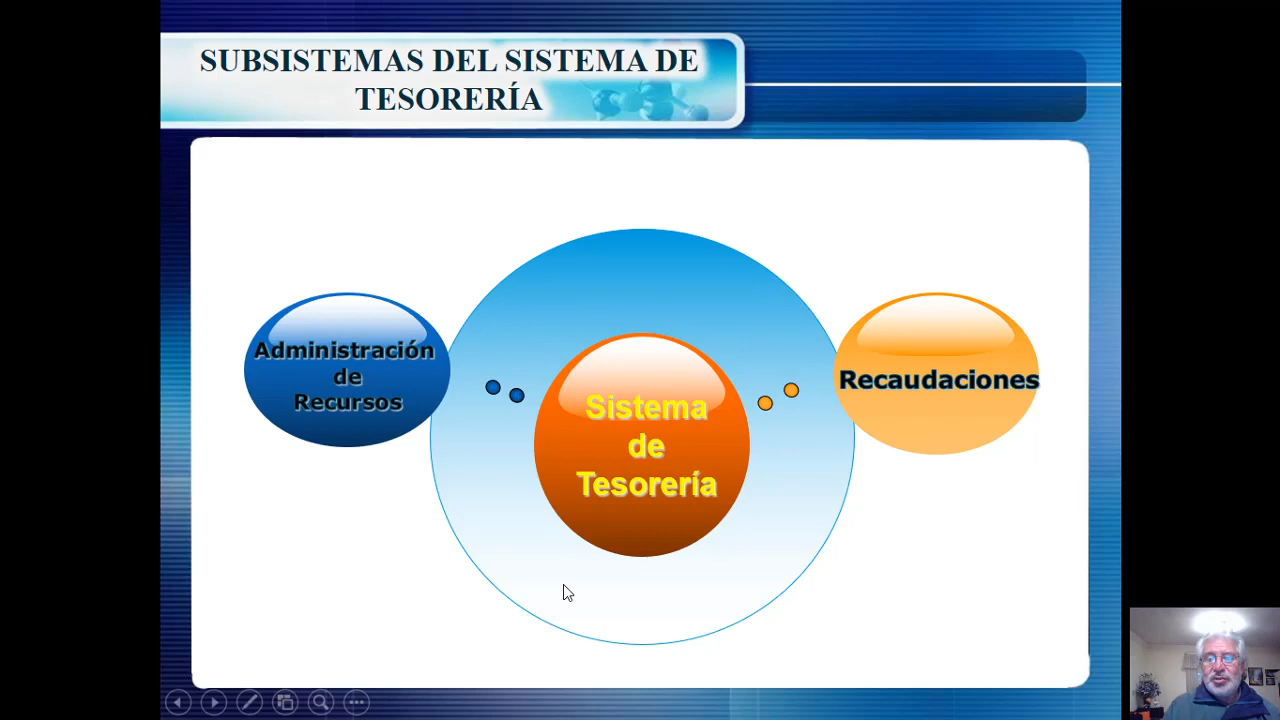 SUBSISTEMAS DEL SISTEMA DE
TESORERÍA
Administración
de
Recursos
Sistema
de
Tesorería
Recaudaciones